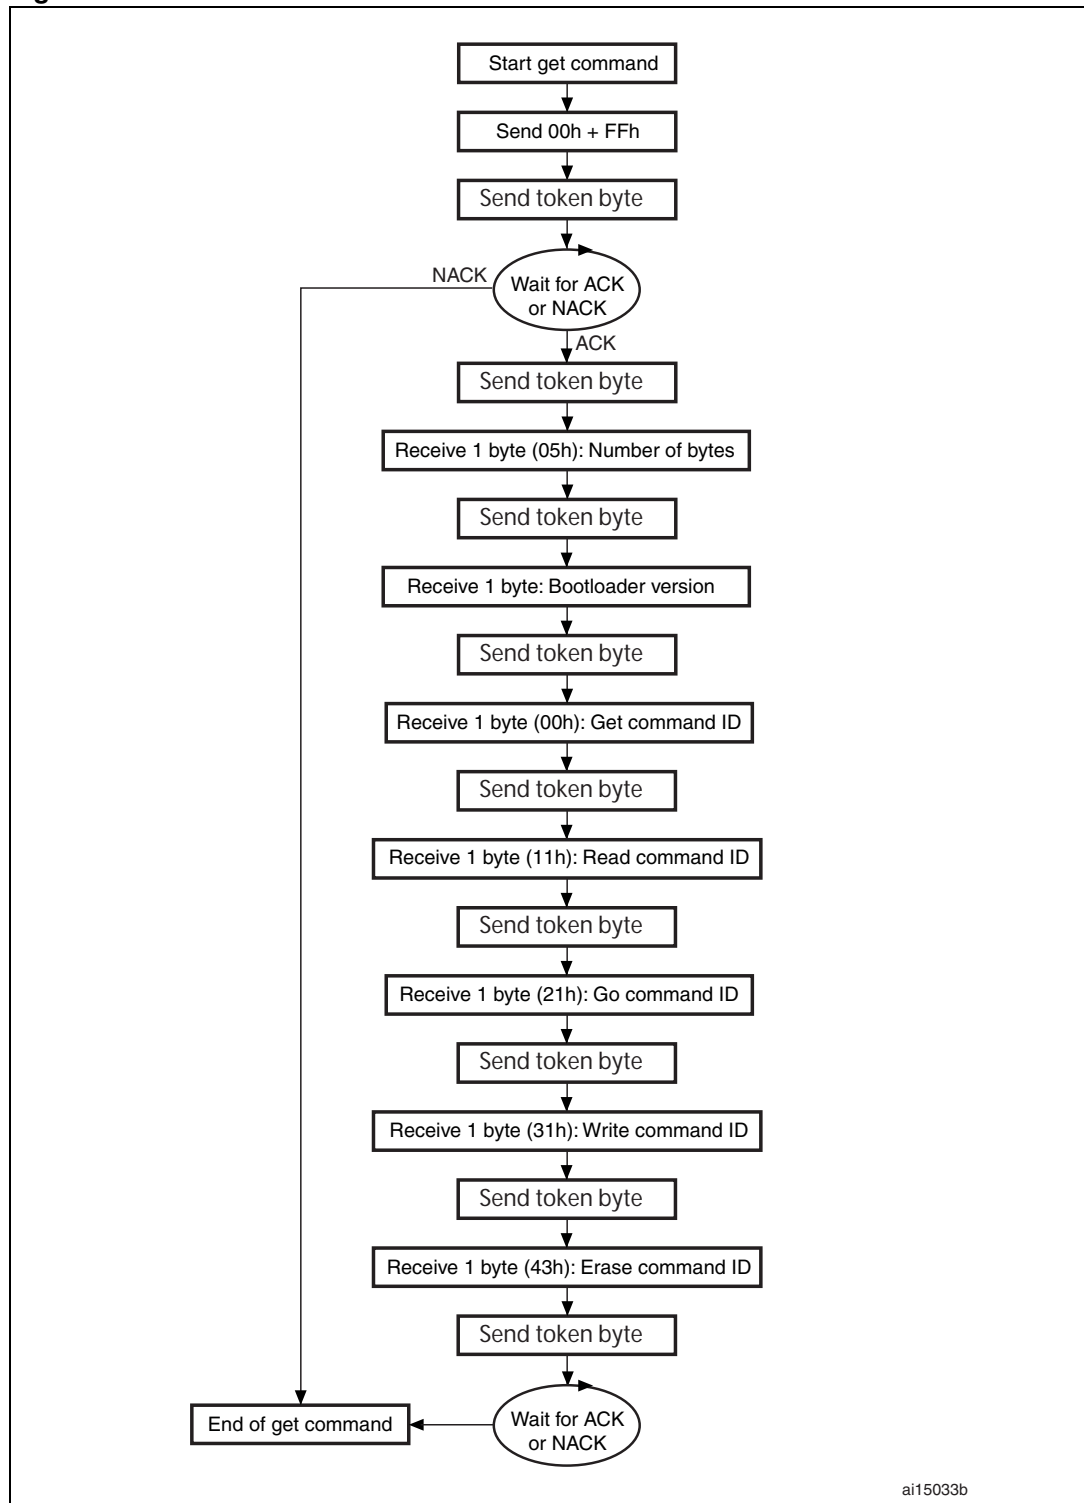 Start get command
Send 00h + FFh
Send token byte
NACK
Wait for ACK
or NACK
ACK
Send token byte
Receive 1 byte (05h): Number of bytes
Send token byte
Receive 1 byte: Bootloader version
Send token byte
Receive 1 byte (00h): Get command ID
Send token byte
Receive 1 byte (11h): Read command ID
Send token byte
Receive 1 byte (21h): Go command ID
Send token byte
Receive 1 byte (31h): Write command ID
Send token byte
Receive 1 byte (43h): Erase command ID
Send token byte
Wait for ACK
or NACK
End of get command
ai15033b